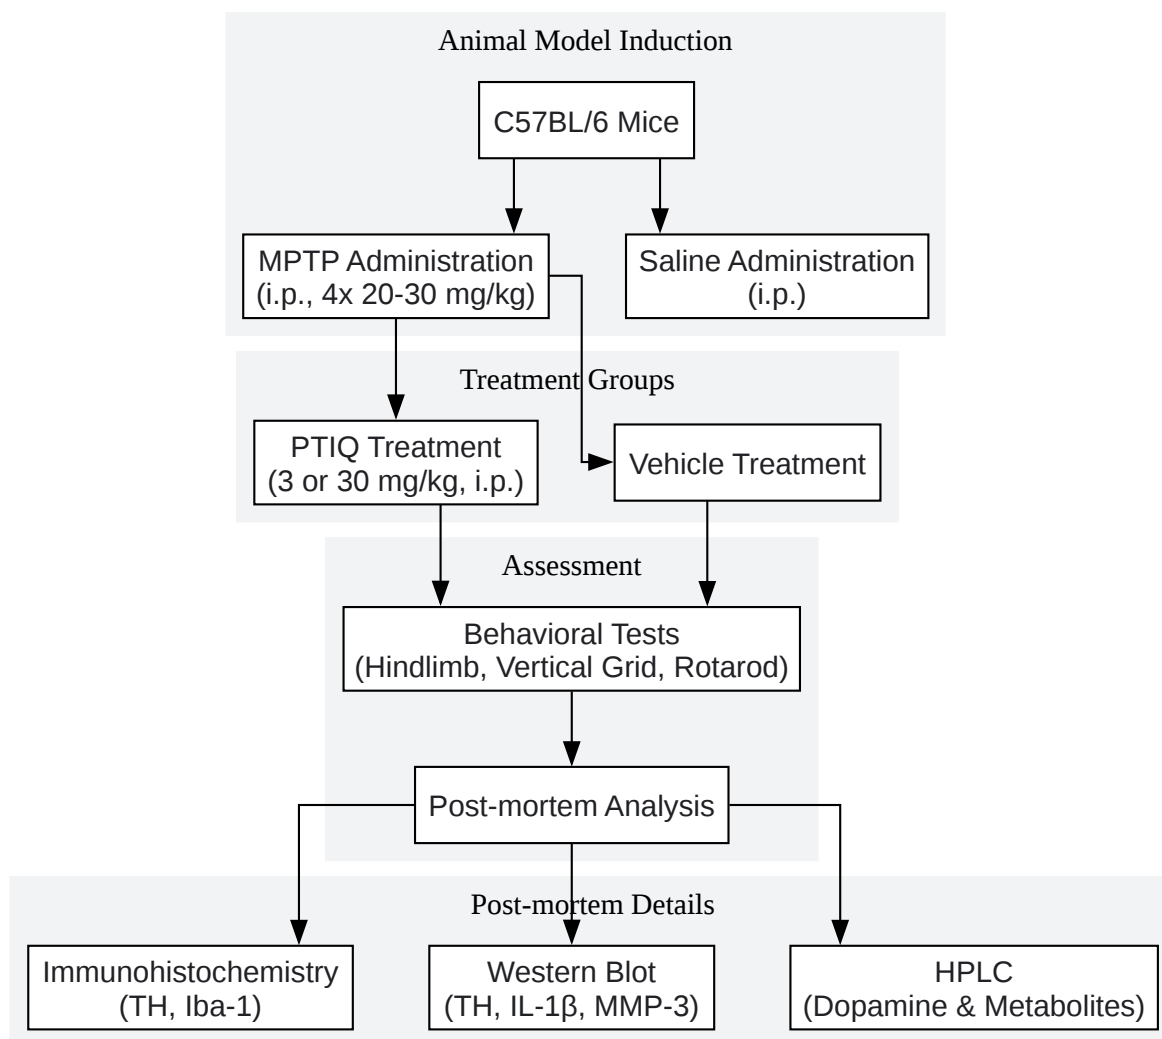 Animal Model Induction
C57BL/6 Mice
MPTP Administration
(i.p., 4x 20-30 mg/kg)
Saline Administration
(i.p.)
Treatment Groups
PTIQ Treatment
(3 or 30 mg/kg, i.p.)
Vehicle Treatment
Assessment
Behavioral Tests
(Hindlimb, Vertical Grid, Rotarod)
Post-mortem Analysis
Post-mortem Details
Immunohistochemistry
(TH, Iba-1)
Western Blot
(TH, IL-1β, MMP-3)
HPLC
(Dopamine & Metabolites)